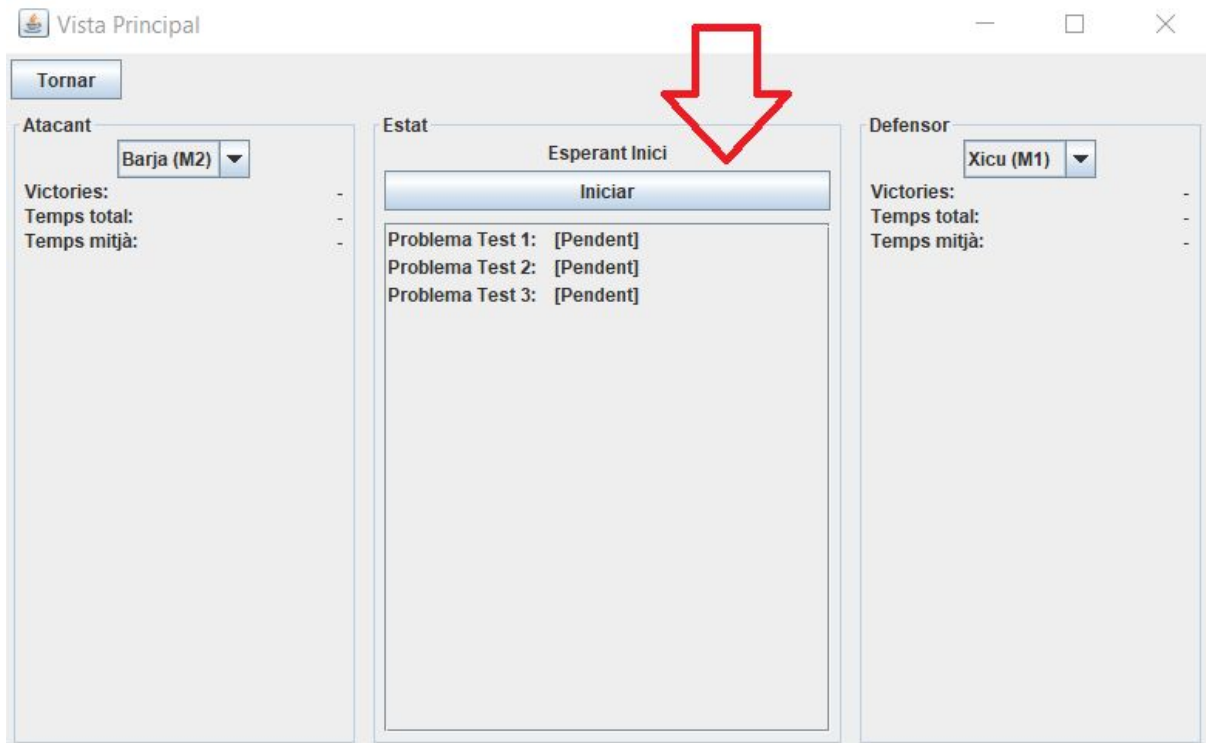 Vista Principal
Tornar
Atacant
Barja (M2)
Victories: -
Temps total: -
Temps mitjà: -
Estat
Esperant Inici
Iniciar
Problema Test 1: [Pendent]
Problema Test 2: [Pendent]
Problema Test 3: [Pendent]
Defensor
Xicu (M1)
Victories: -
Temps total: -
Temps mitjà: -